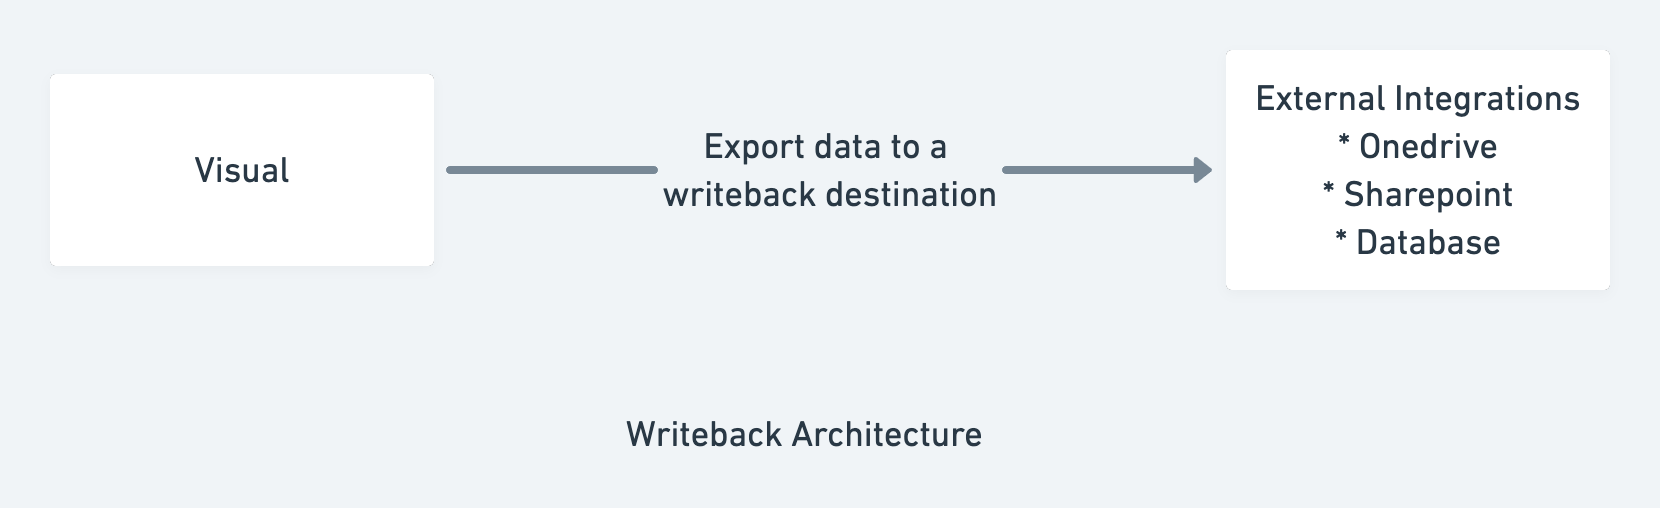 Visual
Export data to a
writeback destination
External Integrations
* Onedrive
* Sharepoint
* Database
Writeback Architecture